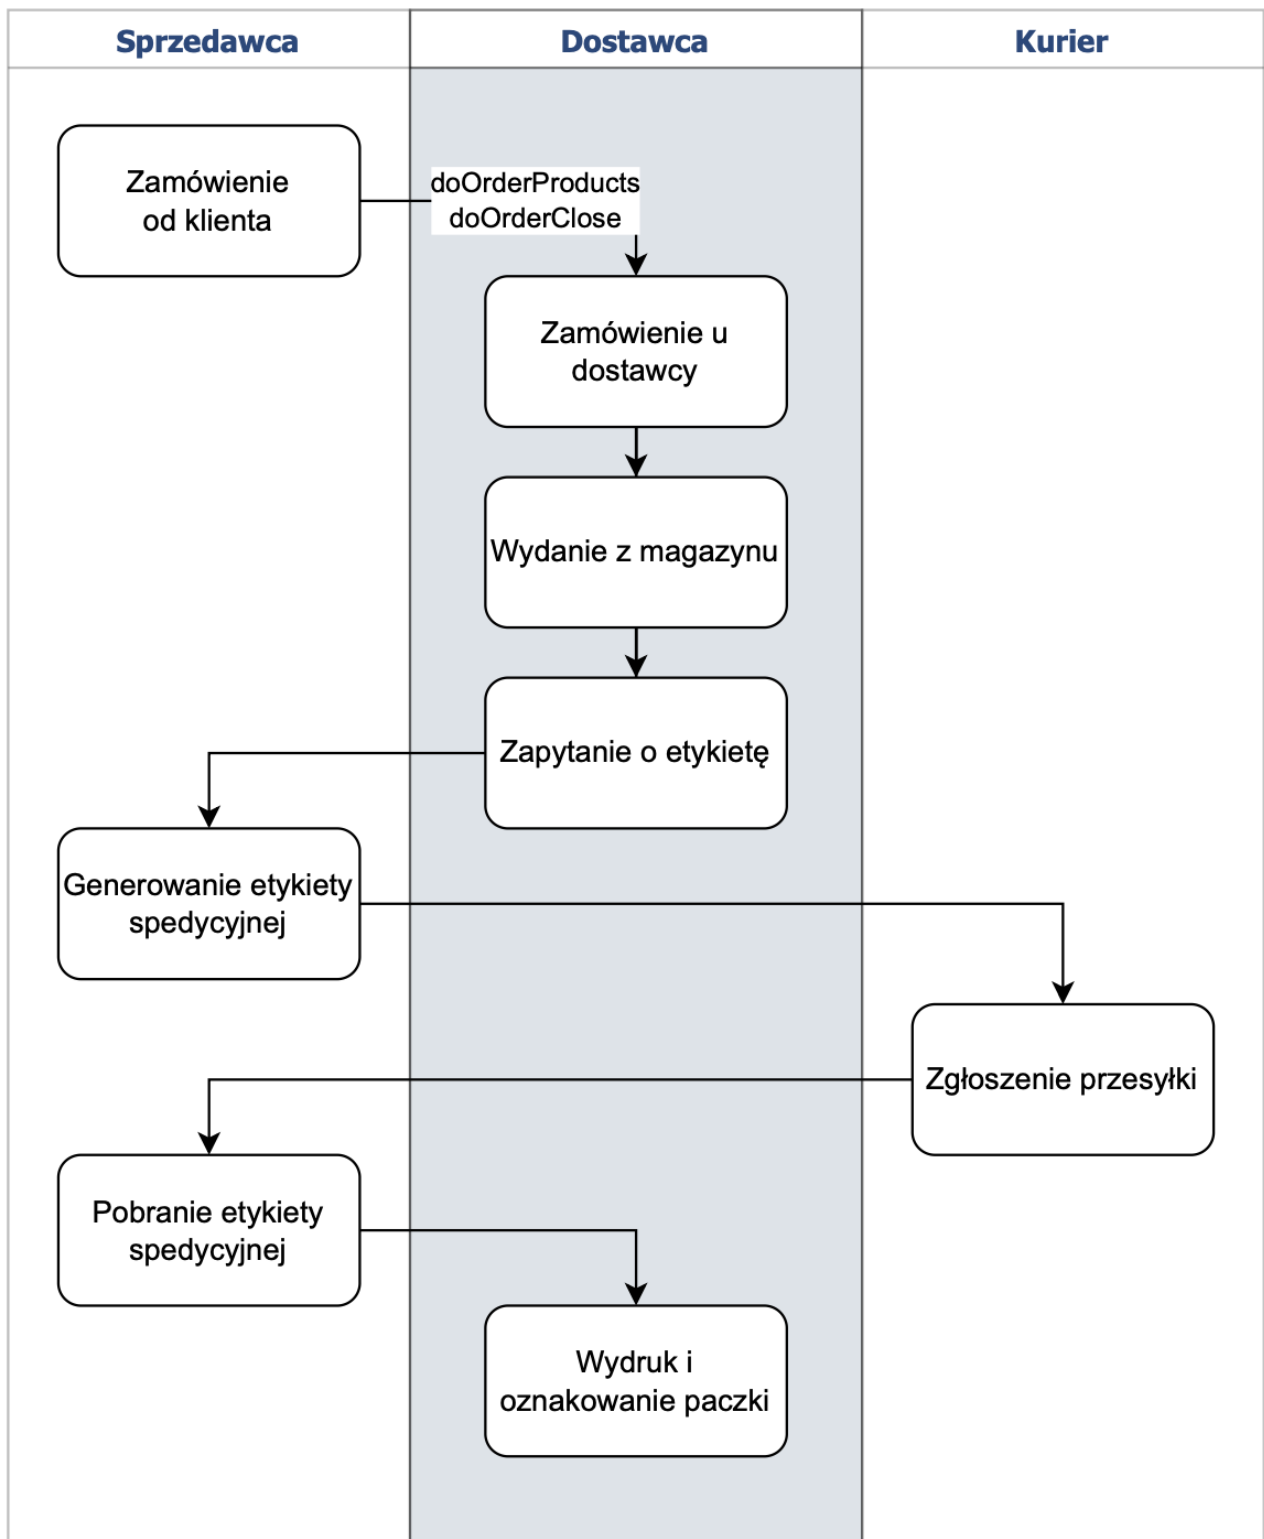 Sprzedawca
Dostawca
Kurier
Zamówienie
od klienta
doOrderProducts
doOrderClose
Zamówienie u
dostawcy
Wydanie z magazynu
Zapytanie o etykietę
Generowanie etykiety
spedycyjnej
Zgłoszenie przesyłki
Pobranie etykiety
spedycyjnej
Wydruk i
oznakowanie paczki